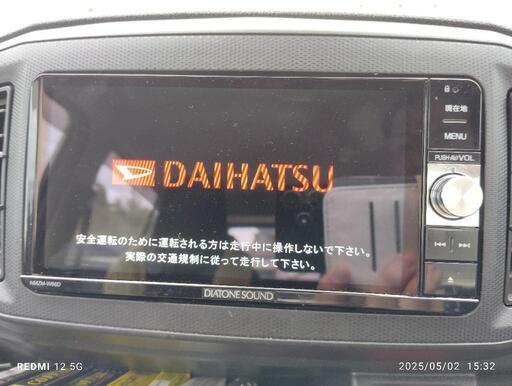 現在地
MENU
PUSH AV/VOL
DAIHATSU
安全運転のために運転される方は走行中に操作しないで下さい。
実際の交通規制に従って走行して下さい。
NMZM-W66D
DIATONE SOUND
REDMI 12 5G
2025/05/02 15:32